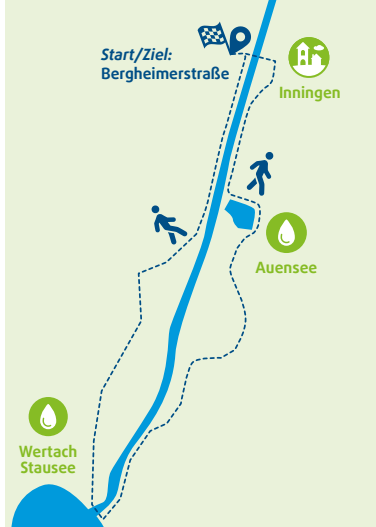 Start/Ziel:
Bergheimerstraße
Inningen
Auensee
Wertach
Stausee